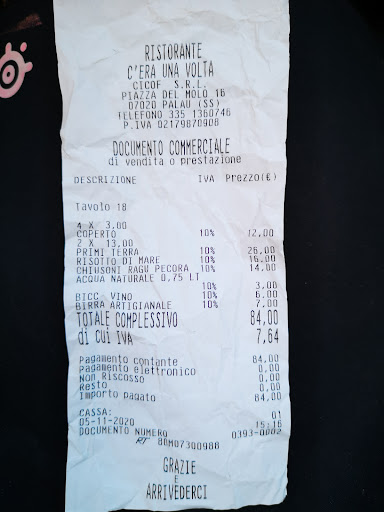 RISTORANTE
C'ERA UNA VOLTA
CICOF S.R.L.
PIAZZA DEL MOLO 16
07020 PALAU (SS)
TELEFONO 335 1360746
P.IVA 02179870908
DOCUMENTO COMMERCIALE
di vendita o prestazione
DESCRIZIONE IVA Prezzo(€)
Tavolo 18
4 X 3,00
COPERTO 10% 12,00
2 X 13,00
PRIMI TERRA 10% 26,00
RISOTTO DI MARE 10% 16,00
CHIUSONI RAGU PECORA 10% 14,00
ACQUA NATURALE 0,75 LT
10% 3,00
BICC. VINO 10% 6,00
BIRRA ARTIGIANALE 10% 7,00
TOTALE COMPLESSIVO 84,00
di cui IVA 7,64
Pagamento contante 84,00
Pagamento elettronico 0,00
Non Riscosso 0,00
Resto 0,00
Importo pagato 84,00
CASSA: 01
05-11-2020 15:16
DOCUMENTO NUMERO 0393-0002
RT 88M07300988
GRAZIE
E
ARRIVEDERCI